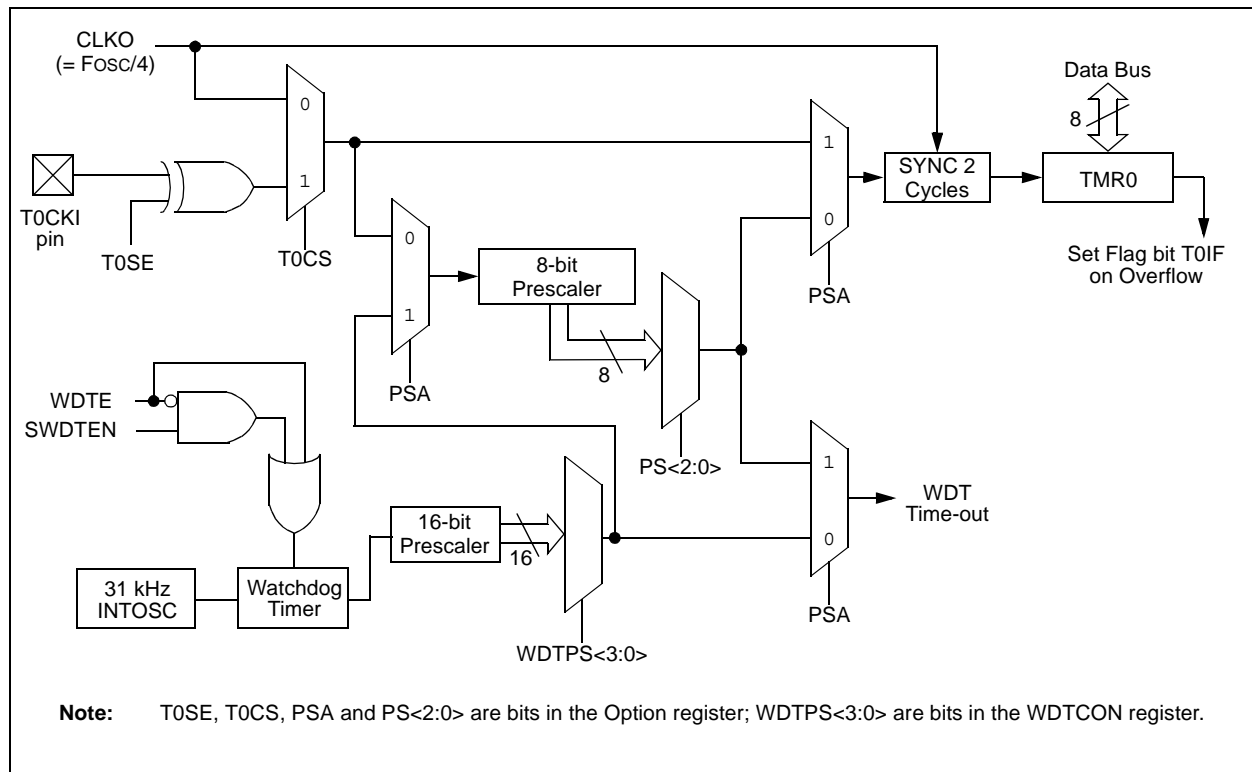 CLKO
(= FOSC/4)
Data Bus
8
0
1
1
0
SYNC 2
Cycles
TMR0
T0CKI
pin
T0SE
T0CS
0
1
8-bit
Prescaler
PSA
Set Flag bit T0IF
on Overflow
8
PSA
WDTE
SWDTEN
PS<2:0>
1
0
WDT
Time-out
16-bit
Prescaler
16
31 kHz
INTOSC
Watchdog
Timer
PSA
WDTPS<3:0>
Note: T0SE, T0CS, PSA and PS<2:0> are bits in the Option register; WDTPS<3:0> are bits in the WDTCON register.